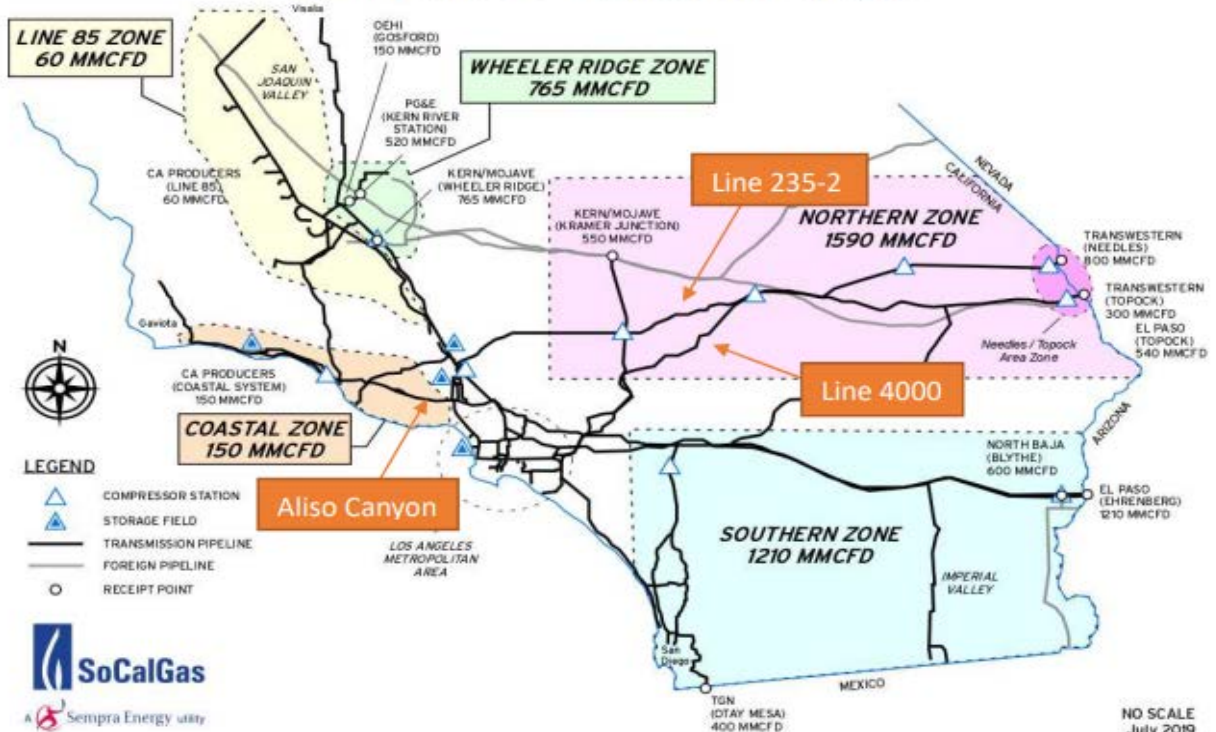 Visalia
LINE 85 ZONE
60 MMCFD
SAN
JOAQUIN
VALLEY
OEHI
(GOSFORD)
150 MMCFD
WHEELER RIDGE ZONE
765 MMCFD
PG&E
(KERN RIVER
STATION)
520 MMCFD
CA PRODUCERS
(LINE 85)
60 MMCFD
KERN/MOJAVE
(WHEELER RIDGE)
765 MMCFD
Line 235-2
NEVADA
CALIFORNIA
KERN/MOJAVE
(KRAMER JUNCTION)
550 MMCFD
NORTHERN ZONE
1590 MMCFD
TRANSWESTERN
(NEEDLES)
800 MMCFD
TRANSWESTERN
(TOPOCK)
300 MMCFD
EL PASO
(TOPOCK)
540 MMCFD
Needles / Topock
Area Zone
Gaviota
N
CA PRODUCERS
(COASTAL SYSTEM)
150 MMCFD
Line 4000
COASTAL ZONE
150 MMCFD
ARIZONA
Aliso Canyon
LOS ANGELES
METROPOLITAN
AREA
NORTH BAJA
(BLYTHE)
600 MMCFD
EL PASO
(EHRENBERG)
1210 MMCFD
SOUTHERN ZONE
1210 MMCFD
IMPERIAL
VALLEY
LEGEND
COMPRESSOR STATION
STORAGE FIELD
TRANSMISSION PIPELINE
FOREIGN PIPELINE
RECEIPT POINT
San
Diego
MEXICO
TGN
(OTAY MESA)
400 MMCFD
SoCalGas
A Sempra Energy utility
NO SCALE
July 2019